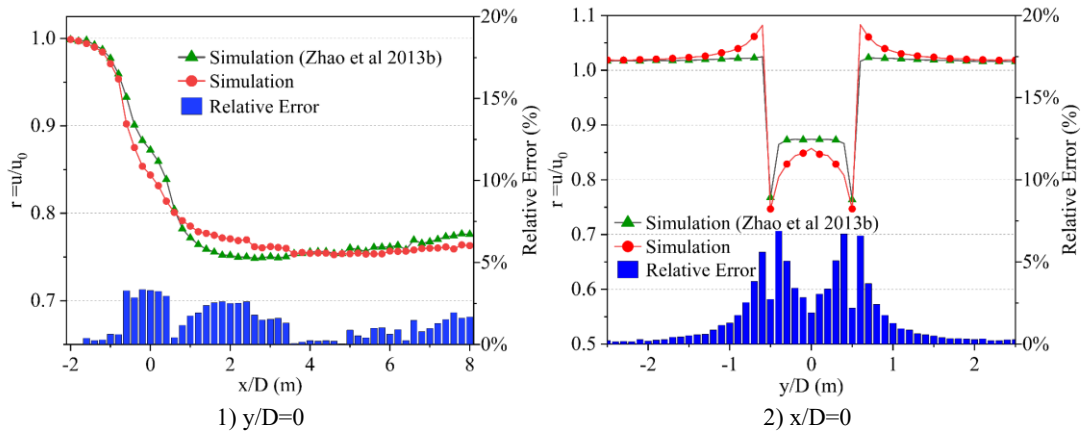 20%
1.0
Simulation (Zhao et al 2013b)
Simulation
Relative Error
15%
0.9
10%
0.8
5%
0.7
0%
-2 0 2 4 6 8
r =u/u0
Relative Error (%)
x/D (m)
1) y/D=0
1.1
20%
1.0
15%
0.9
10%
0.8
Simulation (Zhao et al 2013b)
Simulation
Relative Error
0.7
5%
0.6
0.5
0%
-2 -1 0 1 2
r =u/u0
Relative Error (%)
y/D (m)
2) x/D=0